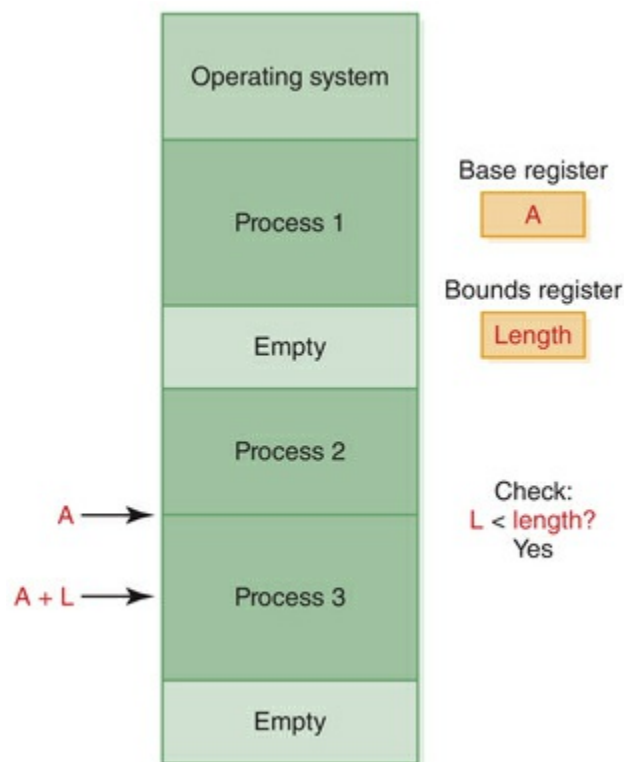 Operating system
Process 1
Empty
Process 2
Process 3
Empty
A
A + L
Base register
A
Bounds register
Length
Check:
L < length?
Yes